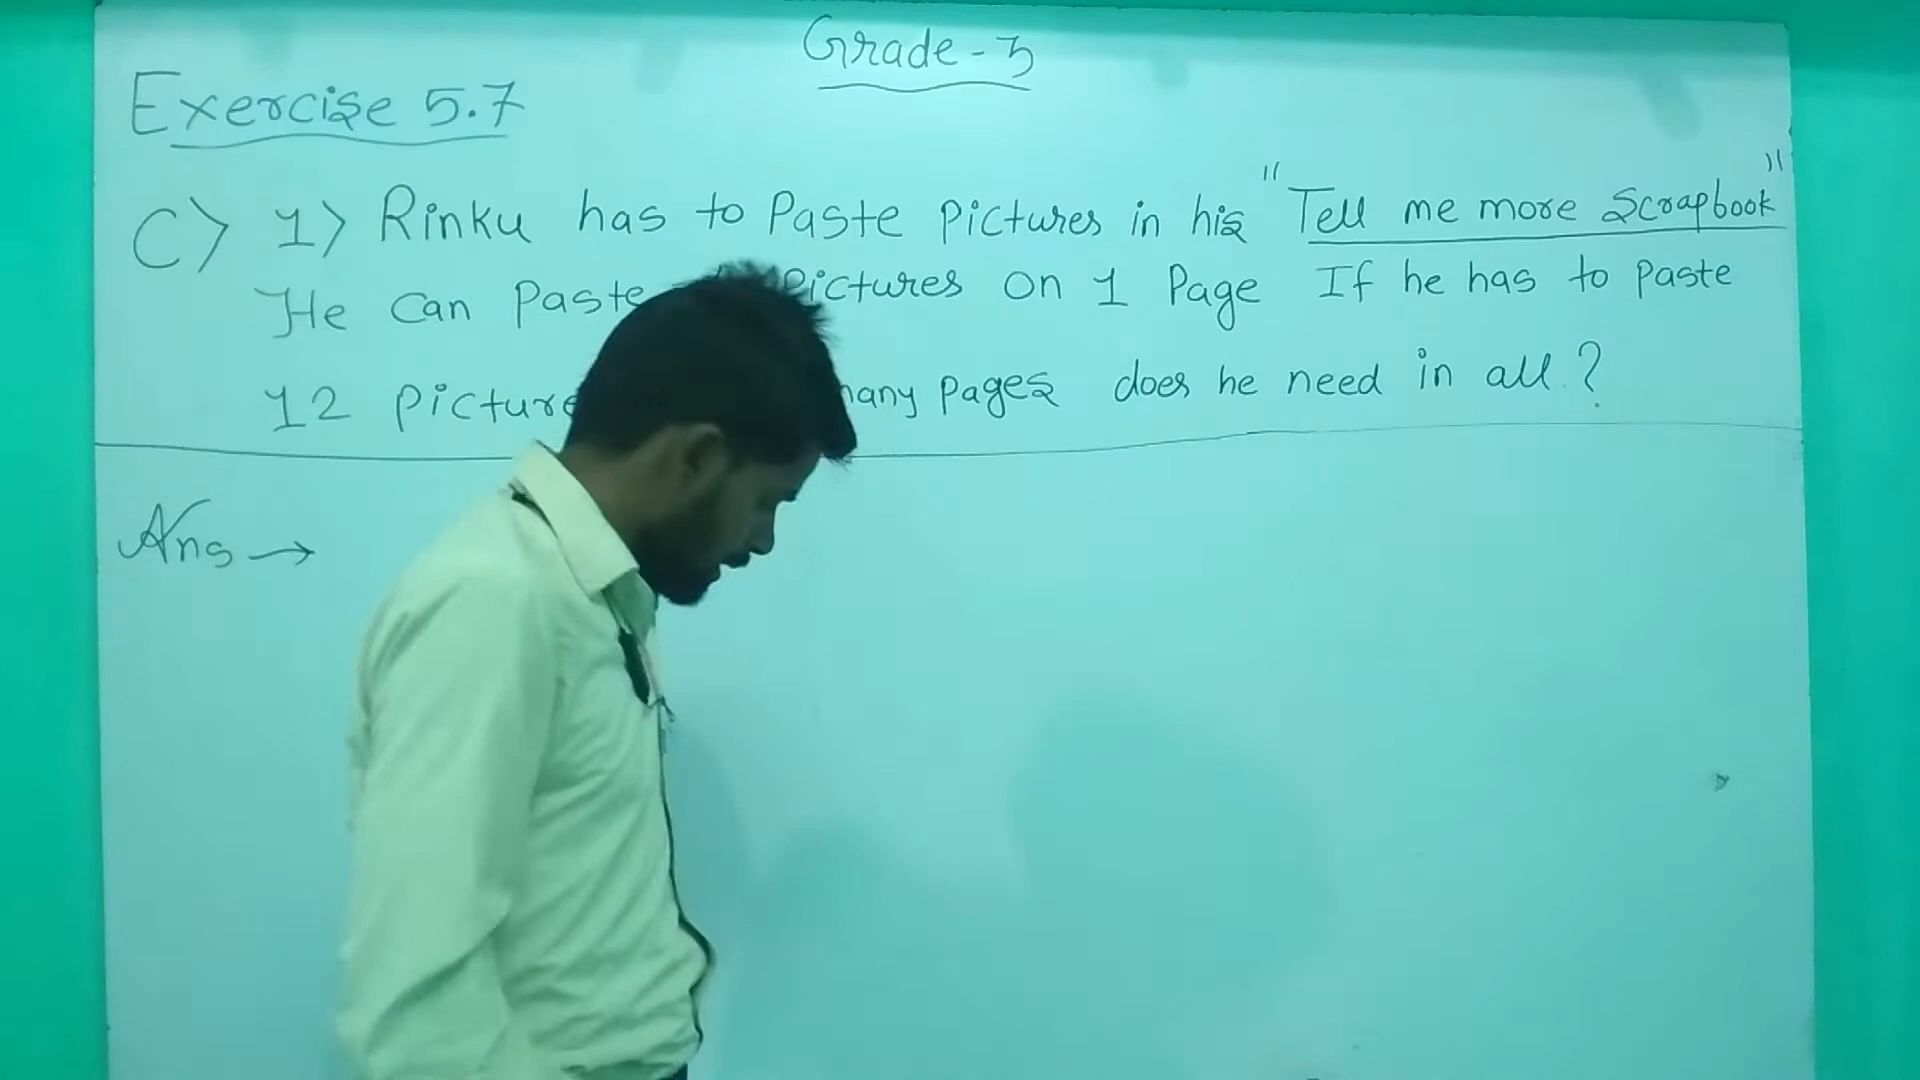 Grade-3
Exercise 5.7
C> 1> Rinku has to Paste Pictures in his "Tell me more Scrapbook"
He Can Paste Pictures On 1 Page If he has to Paste
12 Picture many Pages does he need in all ?
Ans →